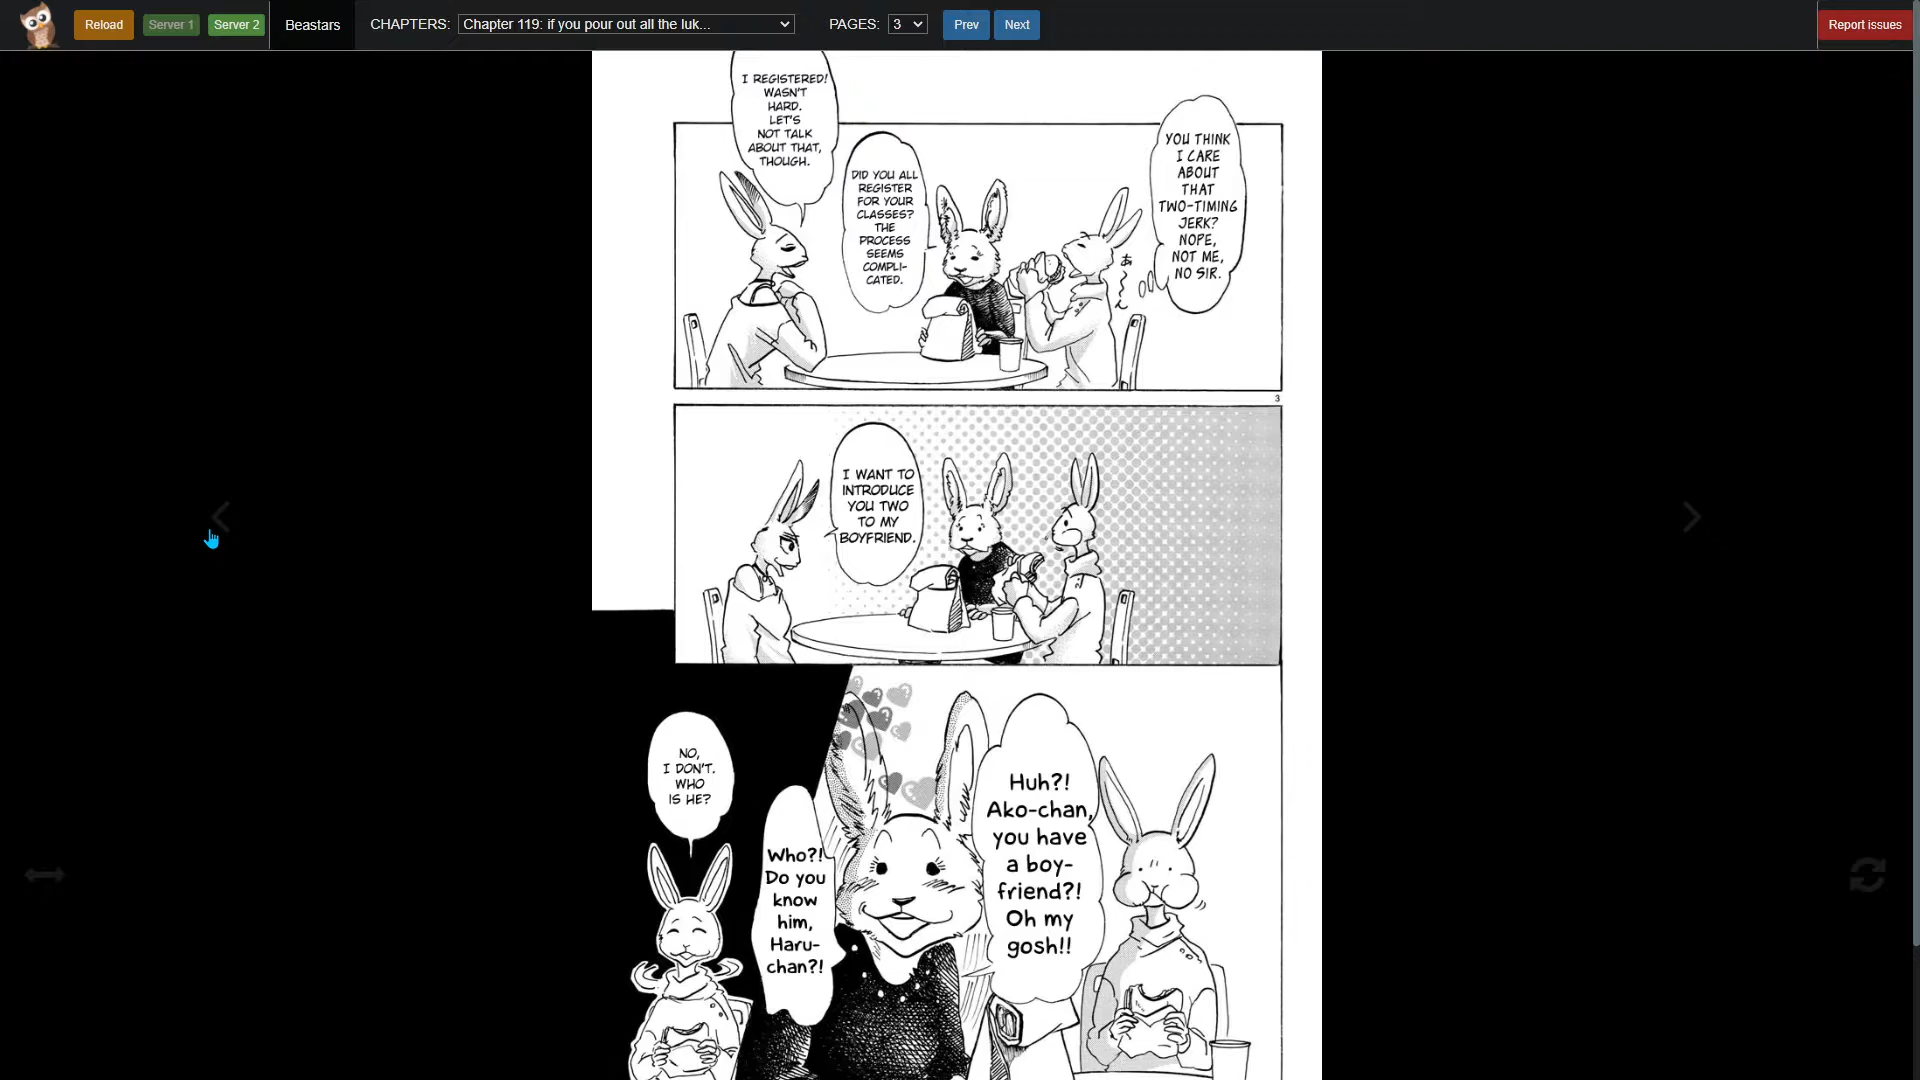 Reload
Server 1
Server 2
Beastars
CHAPTERS:
Chapter 119: if you pour out all the luk...
PAGES:
3
Prev
Next
Report issues
YOU THINK
I CARE
ABOUT
THAT
TWO-TIMING
JERK?
NOPE,
NOT ME,
NO SIR.
あ
〜
ん
DID YOU ALL
REGISTER
FOR YOUR
CLASSES?
THE
PROCESS
SEEMS
COMPLI-
CATED.
I REGISTERED!
WASN'T
HARD.
LET'S
NOT TALK
ABOUT THAT,
THOUGH.
3
I WANT TO
INTRODUCE
YOU TWO
TO MY
BOYFRIEND.
Huh?!
Ako-chan,
you have
a boy-
friend?!
Oh my
gosh!!
Who?!
Do you
know
him,
Haru-
chan?!
NO,
I DON'T.
WHO
IS HE?